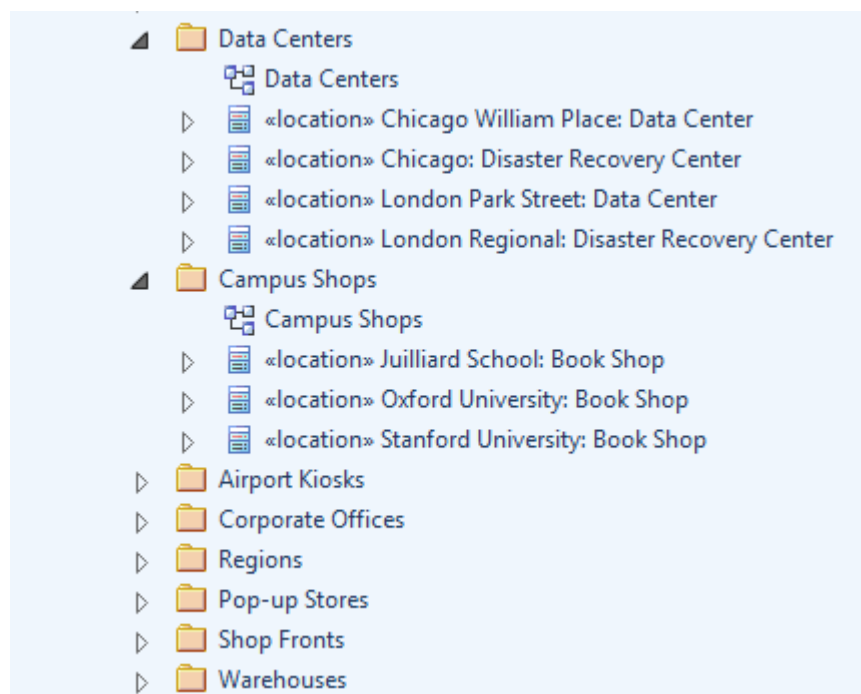 Data Centers
Data Centers
«location» Chicago William Place: Data Center
«location» Chicago: Disaster Recovery Center
«location» London Park Street: Data Center
«location» London Regional: Disaster Recovery Center
Campus Shops
Campus Shops
«location» Juilliard School: Book Shop
«location» Oxford University: Book Shop
«location» Stanford University: Book Shop
Airport Kiosks
Corporate Offices
Regions
Pop-up Stores
Shop Fronts
Warehouses